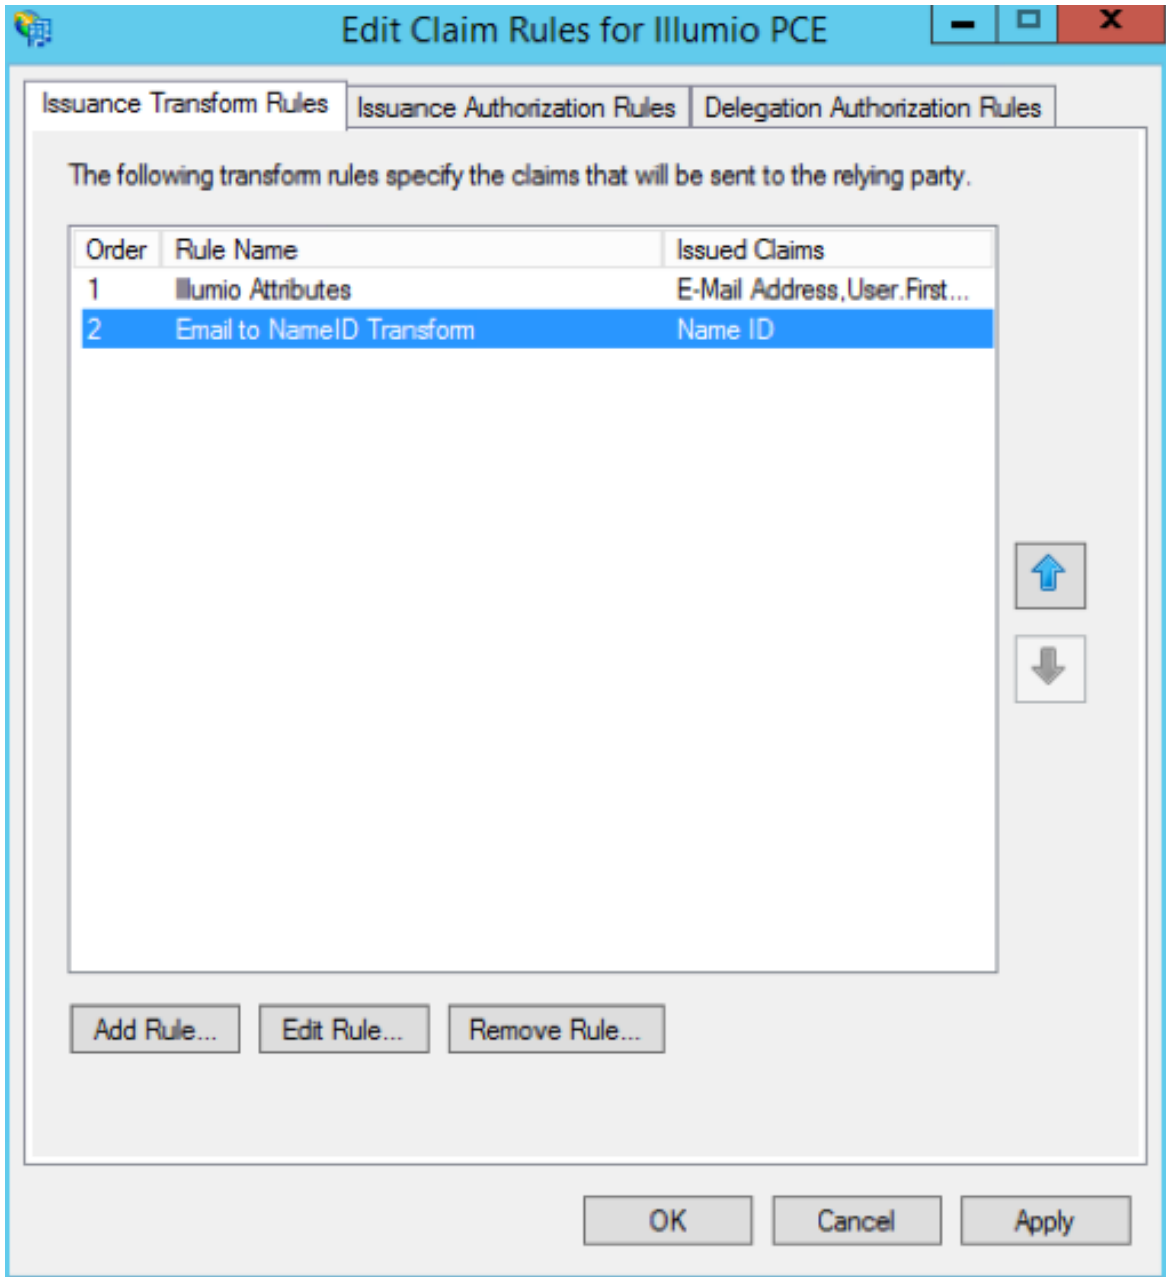 Edit Claim Rules for Illumio PCE
Issuance Transform Rules Issuance Authorization Rules Delegation Authorization Rules
The following transform rules specify the claims that will be sent to the relying party.
Order Rule Name Issued Claims
1 Illumio Attributes E-Mail Address,User.First...
2 Email to NameID Transform Name ID
Add Rule... Edit Rule... Remove Rule...
OK Cancel Apply